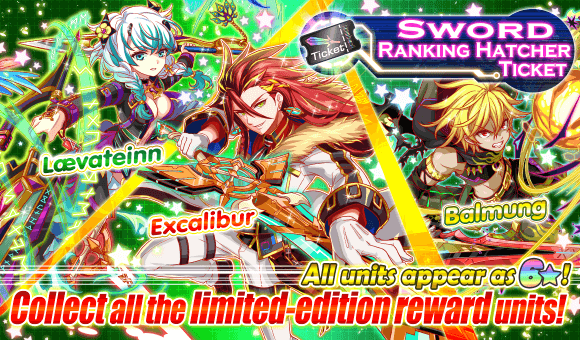 Sword
Ranking Hatcher
Ticket
Ticket!
Lævateinn
Excalibur
Balmung
All units appear as 6☆!
Collect all the limited-edition reward units!